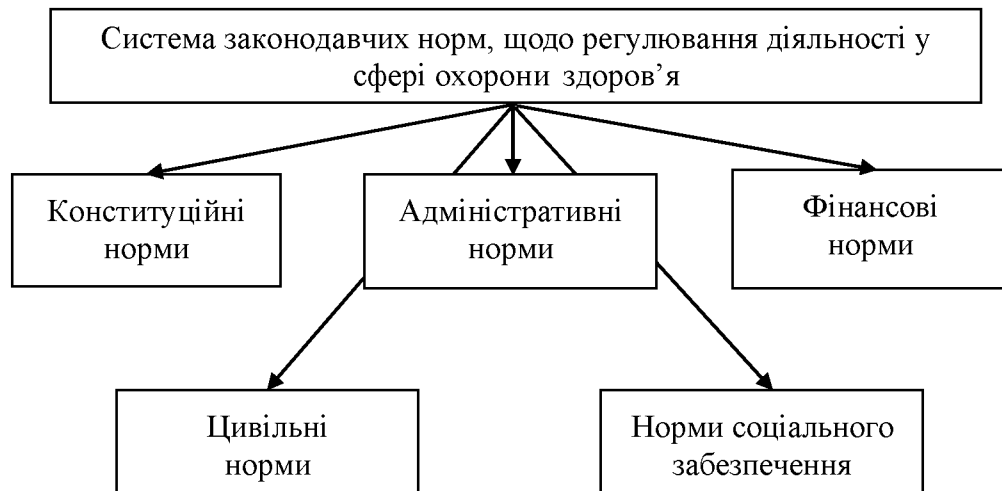 Система законодавчих норм, щодо регулювання діяльності у
сфері охорони здоров’я
Конституційні
норми
Адміністративні
норми
Фінансові
норми
Цивільні
норми
Норми соціального
забезпечення